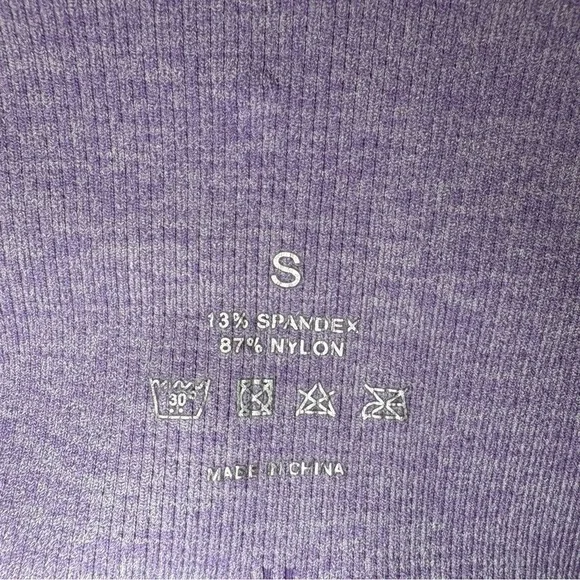 S
13% SPANDEX
87% NYLON
30°
MADE IN CHINA